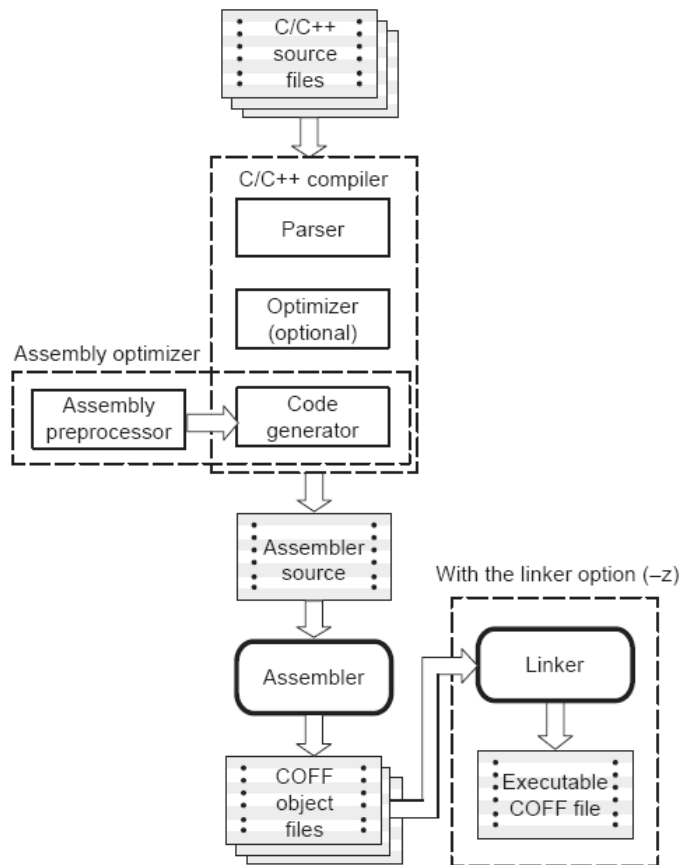 C/C++
source
files
C/C++ compiler
Parser
Optimizer
(optional)
Assembly optimizer
Assembly
preprocessor
Code
generator
Assembler
source
With the linker option (–z)
Assembler
Linker
COFF
object
files
Executable
COFF file